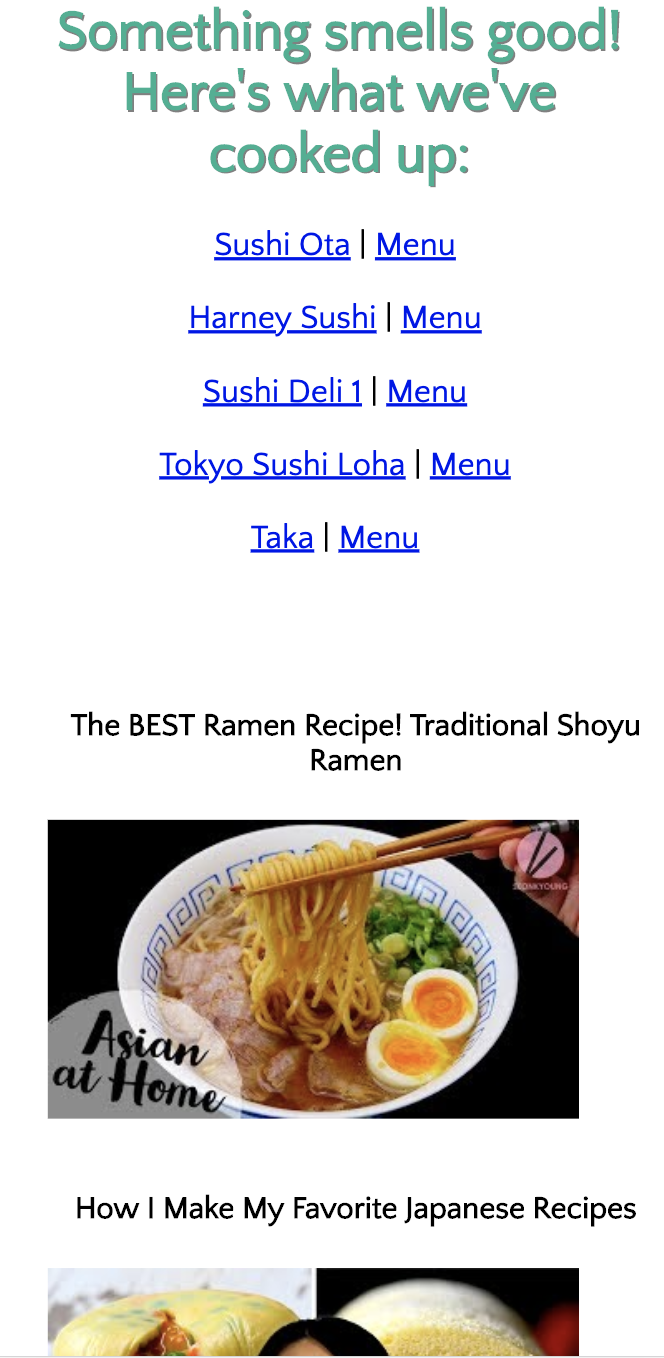 Something smells good!
Here's what we've
cooked up:
Sushi Ota | Menu
Harney Sushi | Menu
Sushi Deli 1 | Menu
Tokyo Sushi Loha | Menu
Taka | Menu
The BEST Ramen Recipe! Traditional Shoyu
Ramen
SEONKYOUNG
Asian
at Home
How I Make My Favorite Japanese Recipes